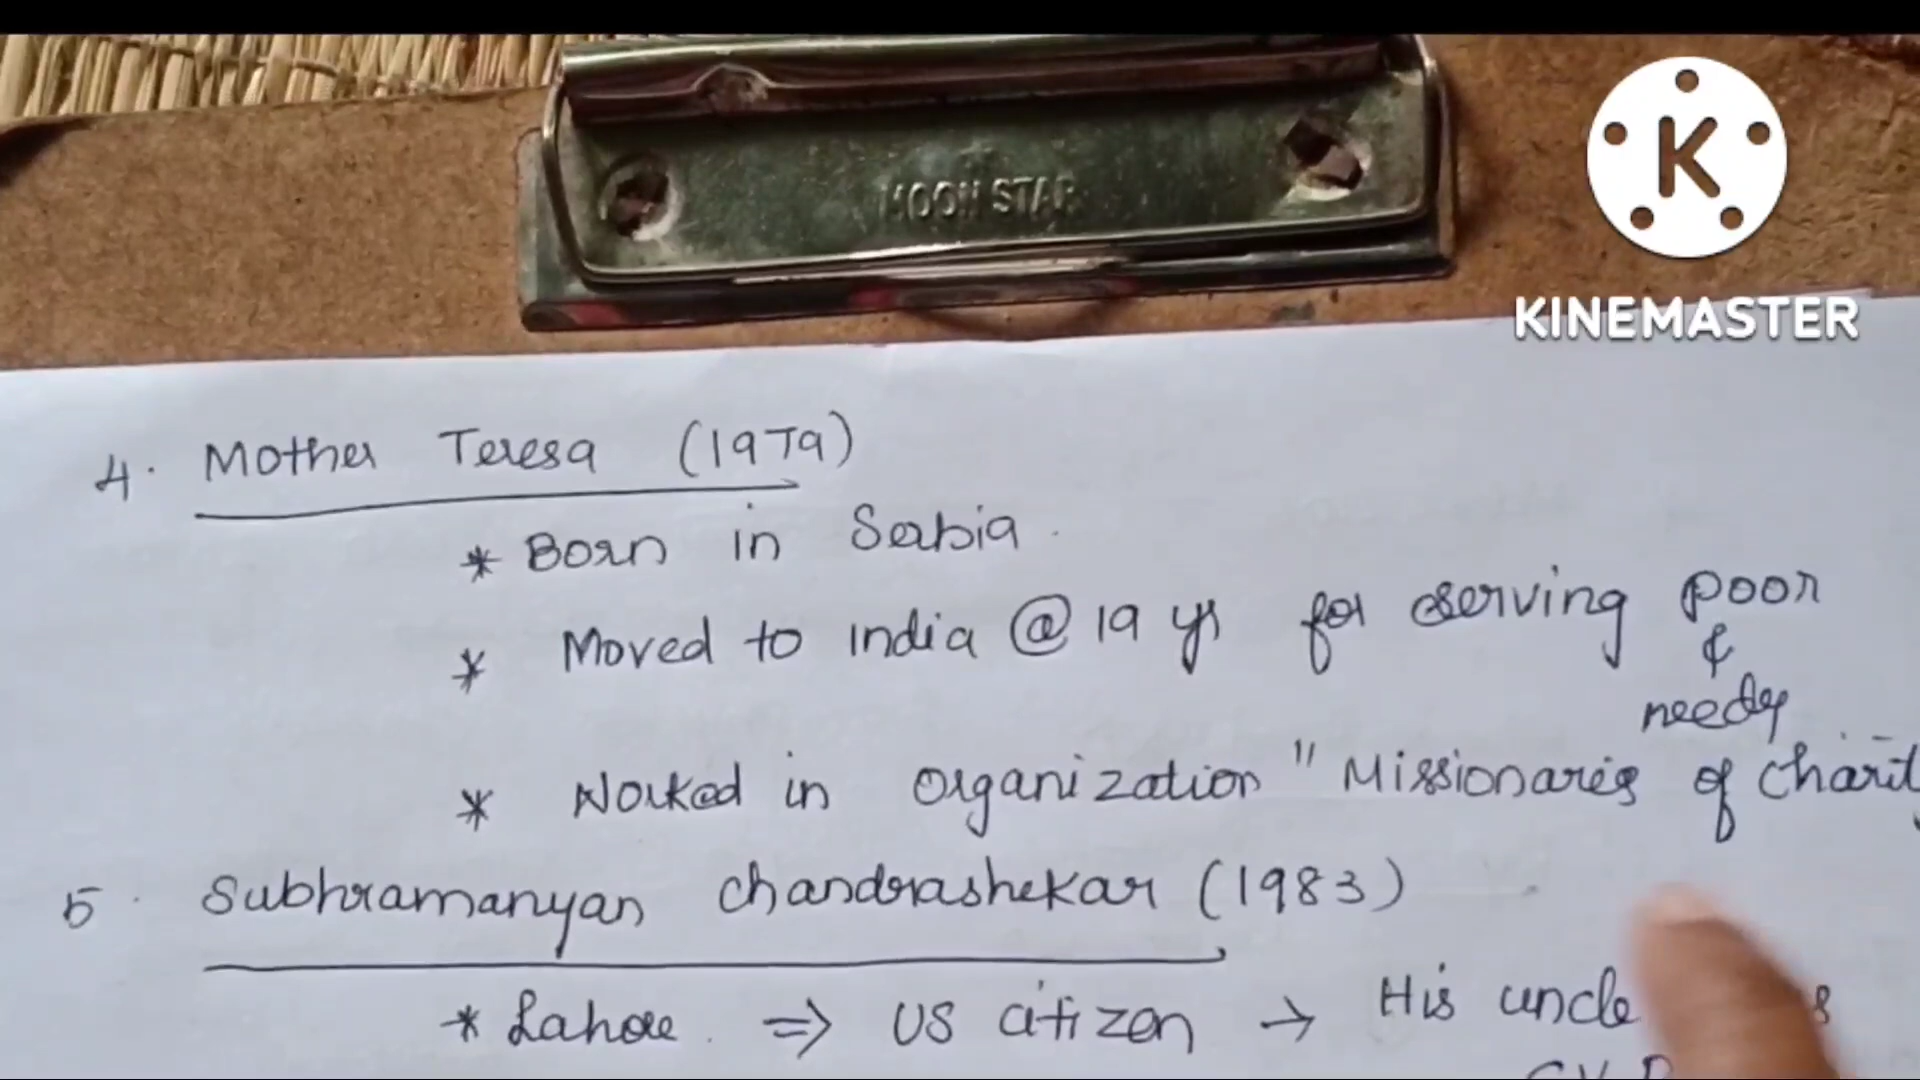 MOON STAR
K
KINEMASTER
4. Mother Teresa (1979)
* Born in Serbia.
* Moved to India @ 19 yrs for serving poor
&
needy
* Worked in organization "Missionaries of Charity
5. Subhramanyan Chandrashekar (1983)
* Lahore. ⇒ US citizen → His uncle